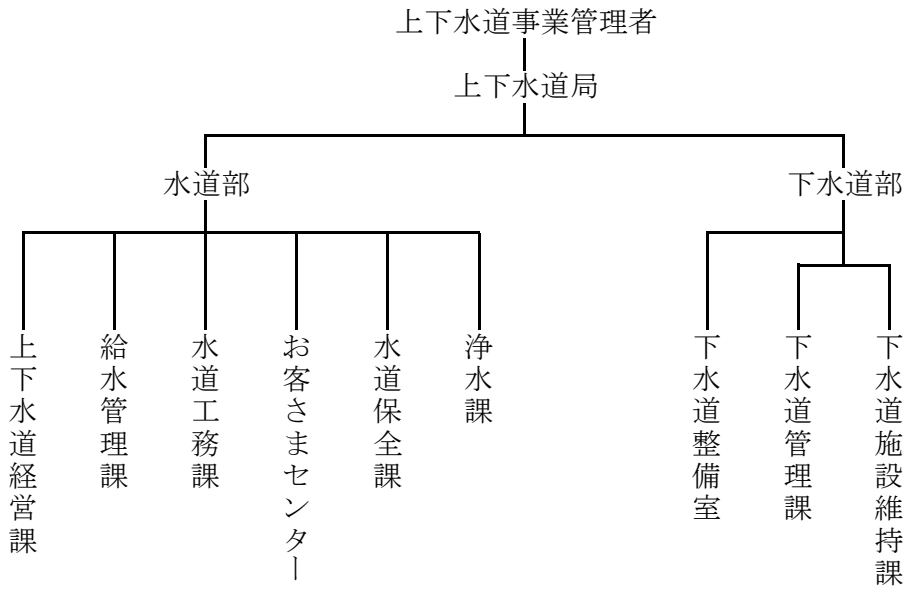 上下水道事業管理者
上下水道局
水道部
下水道部
上下水道経営課
給水管理課
水道工務課
お客さまセンター
水道保全課
浄水課
下水道整備室
下水道管理課
下水道施設維持課